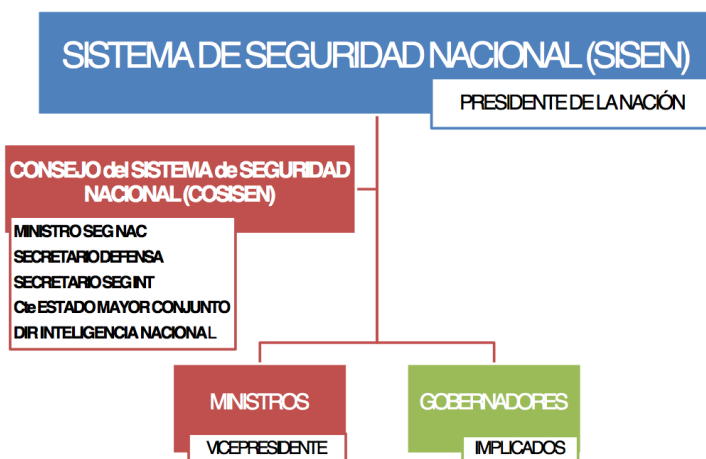 SISTEMA DE SEGURIDAD NACIONAL (SISEN)
PRESIDENTE DE LA NACIÓN
CONSEJO del SISTEMA de SEGURIDAD
NACIONAL (COSISEN)
MINISTRO SEG NAC
SECRETARIO DEFENSA
SECRETARIO SEG INT
Cte ESTADO MAYOR CONJUNTO
DIR INTELIGENCIA NACIONAL
MINISTROS
VICEPRESIDENTE
GOBERNADORES
IMPLICADOS